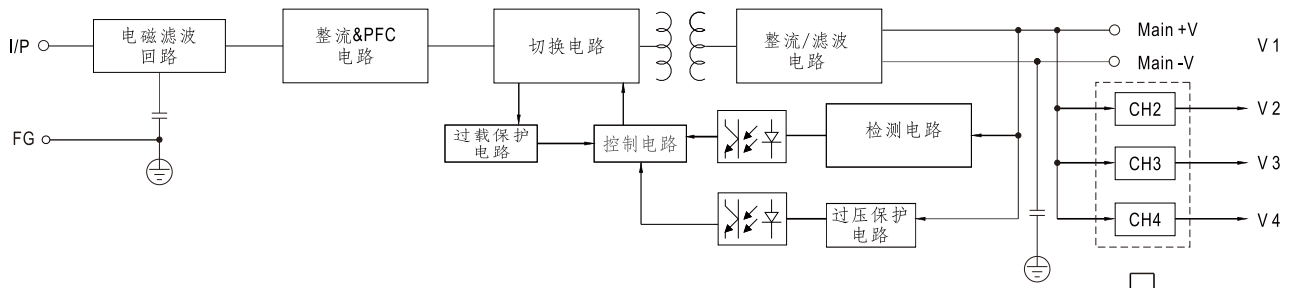 I/P
电磁滤波
回路
整流&PFC
电路
切换电路
整流/滤波
电路
Main +V
Main -V
V 1
FG
过载保护
电路
控制电路
检测电路
过压保护
电路
CH2
V 2
CH3
V 3
CH4
V 4